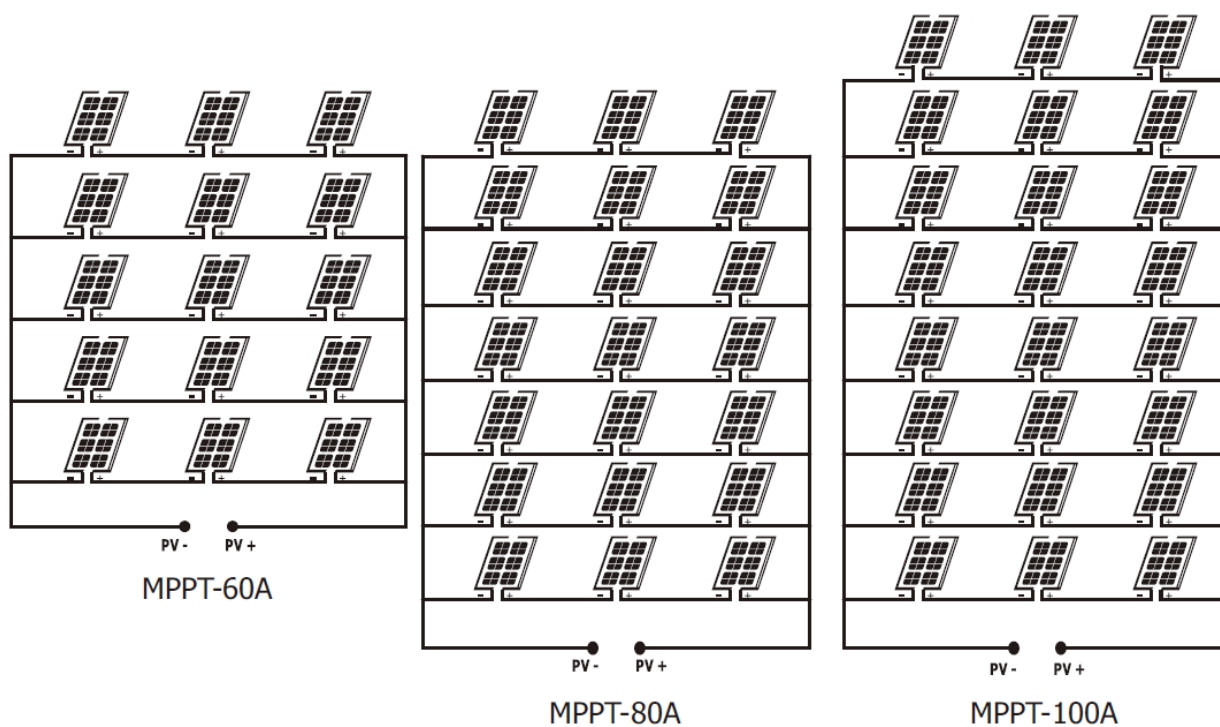 PV - PV +
MPPT-60A
PV - PV +
MPPT-80A
PV - PV +
MPPT-100A